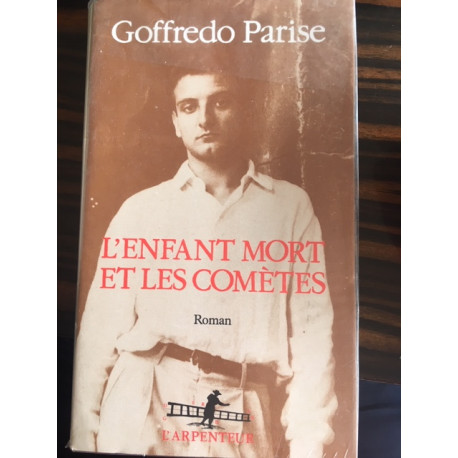 Goffredo Parise
L'ENFANT MORT
ET LES COMÈTES
Roman
L'ARPENTEUR